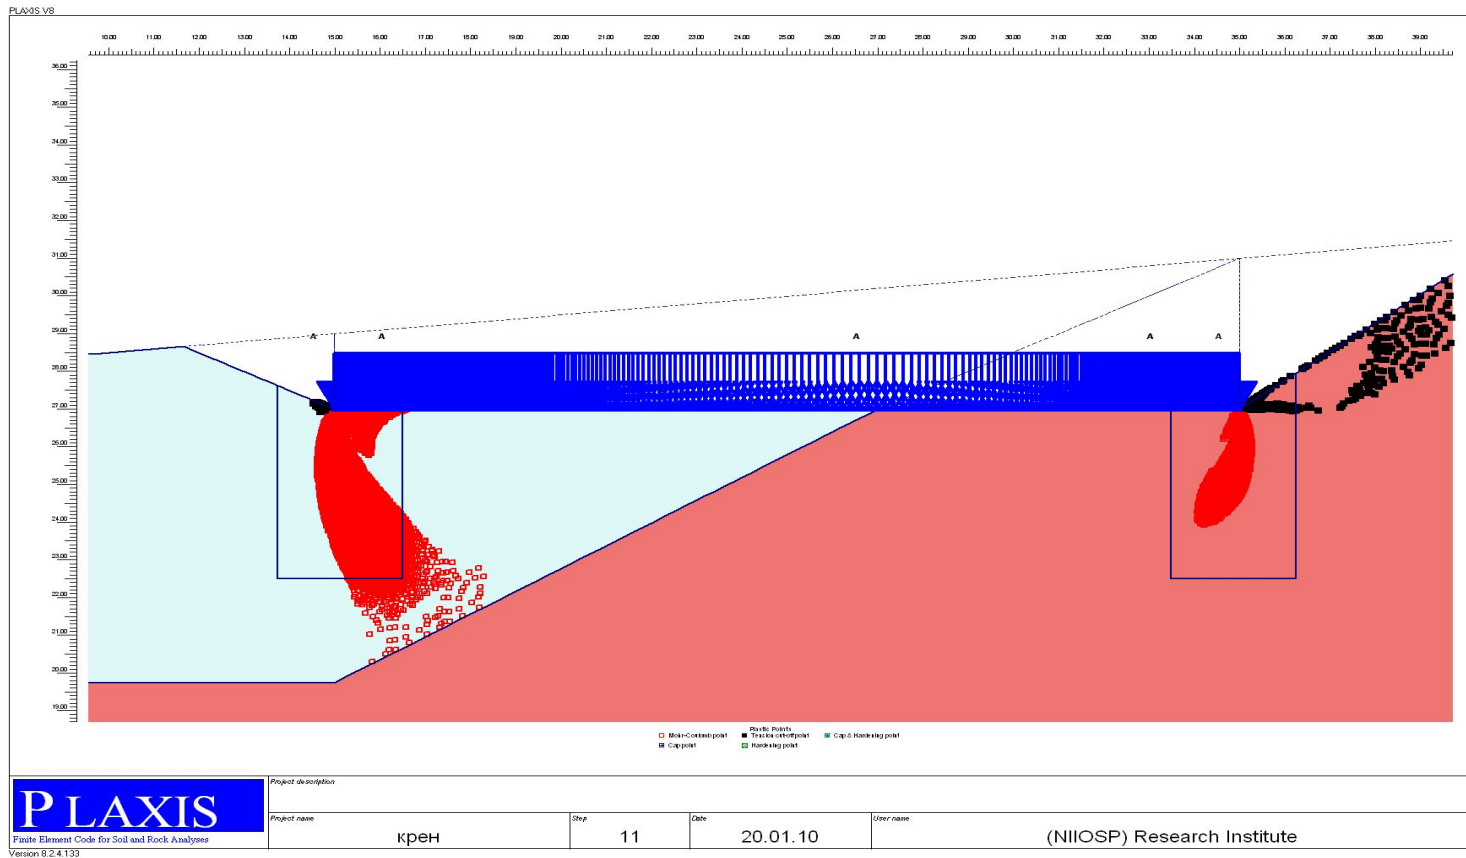 PLAXIS V8
10.00 11.00 12.00 13.00 14.00 15.00 16.00 17.00 18.00 19.00 20.00 21.00 22.00 23.00 24.00 25.00 26.00 27.00 28.00 29.00 30.00 31.00 32.00 33.00 34.00 35.00 36.00 37.00 38.00 39.00
36.00
35.00
34.00
33.00
32.00
31.00
30.00
29.00
28.00
27.00
26.00
25.00
24.00
23.00
22.00
21.00
20.00
19.00
A A A A A
Plastic Points
Mohr-Coulomb point Tension cut-off point Cap & Hardening point
Cap point Hardening point
PLAXIS
Finite Element Code for Soil and Rock Analyses
Version 8.2.4.133
Project description
Project name
крен
Step
11
Date
20.01.10
User name
(NIIOSP) Research Institute